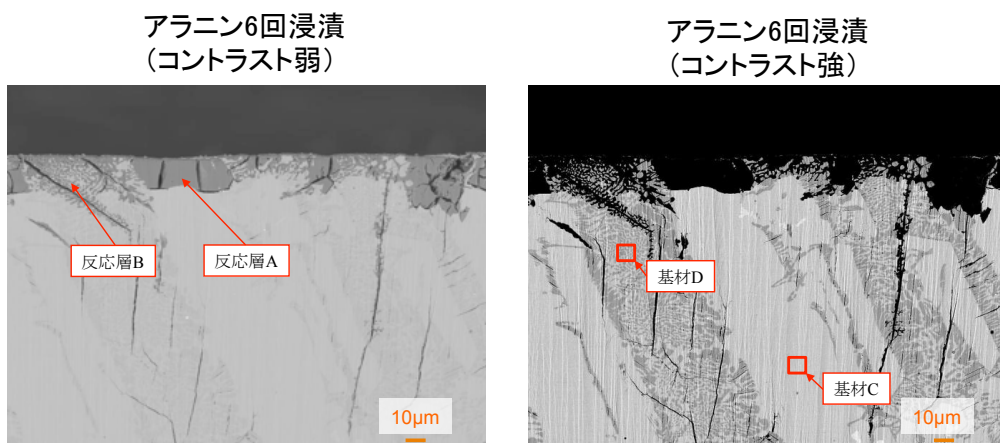 アラニン6回浸漬
（コントラスト弱）
反応層B
反応層A
10μm
アラニン6回浸漬
（コントラスト強）
基材D
基材C
10μm